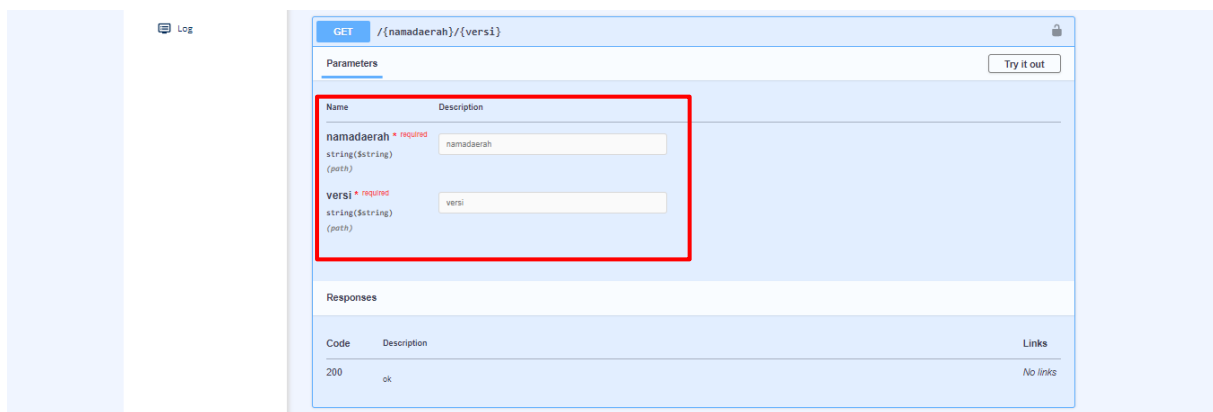 Log
GET /{namadaerah}/{versi}
Parameters
Try it out
Name Description
namadaerah * required
string($string)
(path)
namadaerah
versi * required
string($string)
(path)
versi
Responses
Code Description Links
200 ok No links